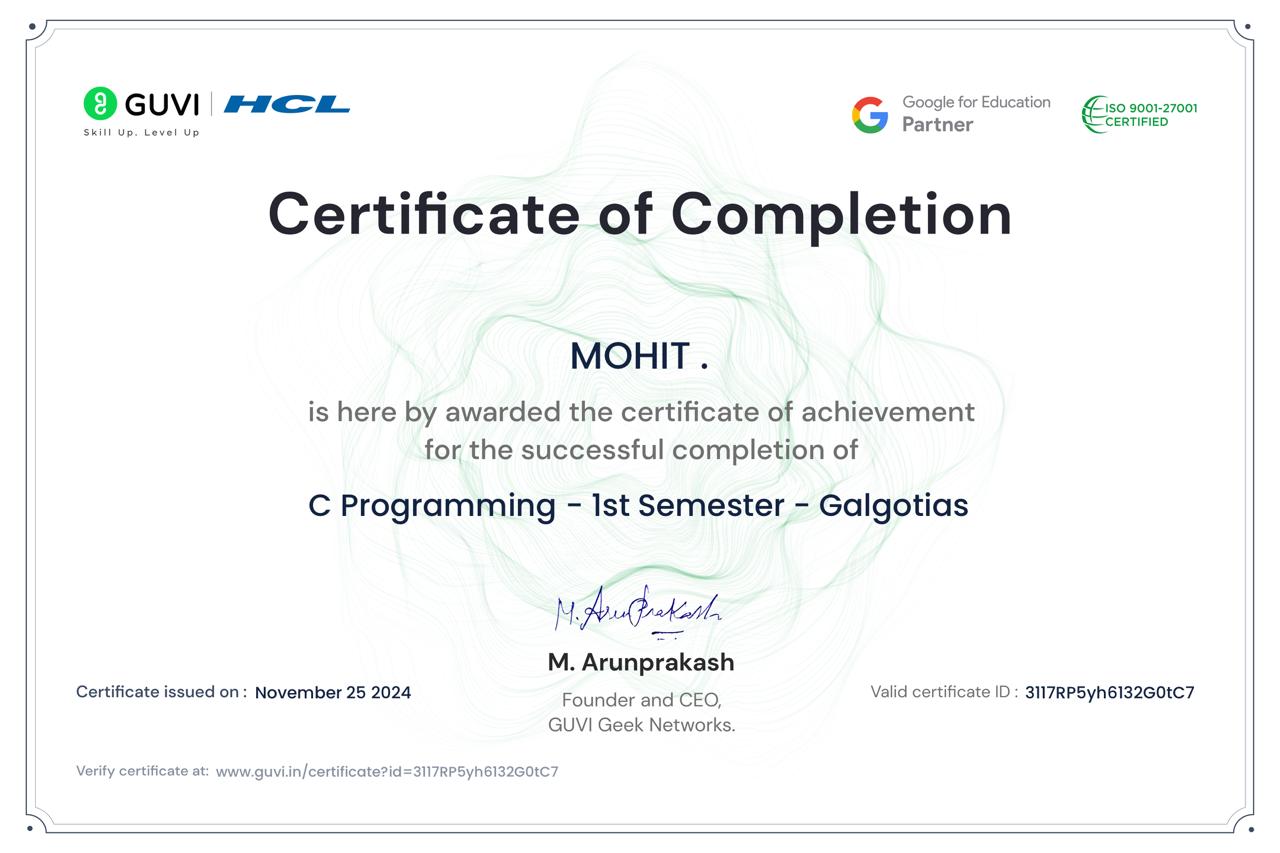 GUVI | HCL
Skill Up. Level Up
Google for Education
Partner
ISO 9001-27001
CERTIFIED
Certificate of Completion
MOHIT .
is here by awarded the certificate of achievement
for the successful completion of
C Programming - 1st Semester - Galgotias
M. ArunPrakash
M. Arunprakash
Certificate issued on : November 25 2024
Founder and CEO,
GUVI Geek Networks.
Valid certificate ID : 3117RP5yh6132G0tC7
Verify certificate at: www.guvi.in/certificate?id=3117RP5yh6132G0tC7